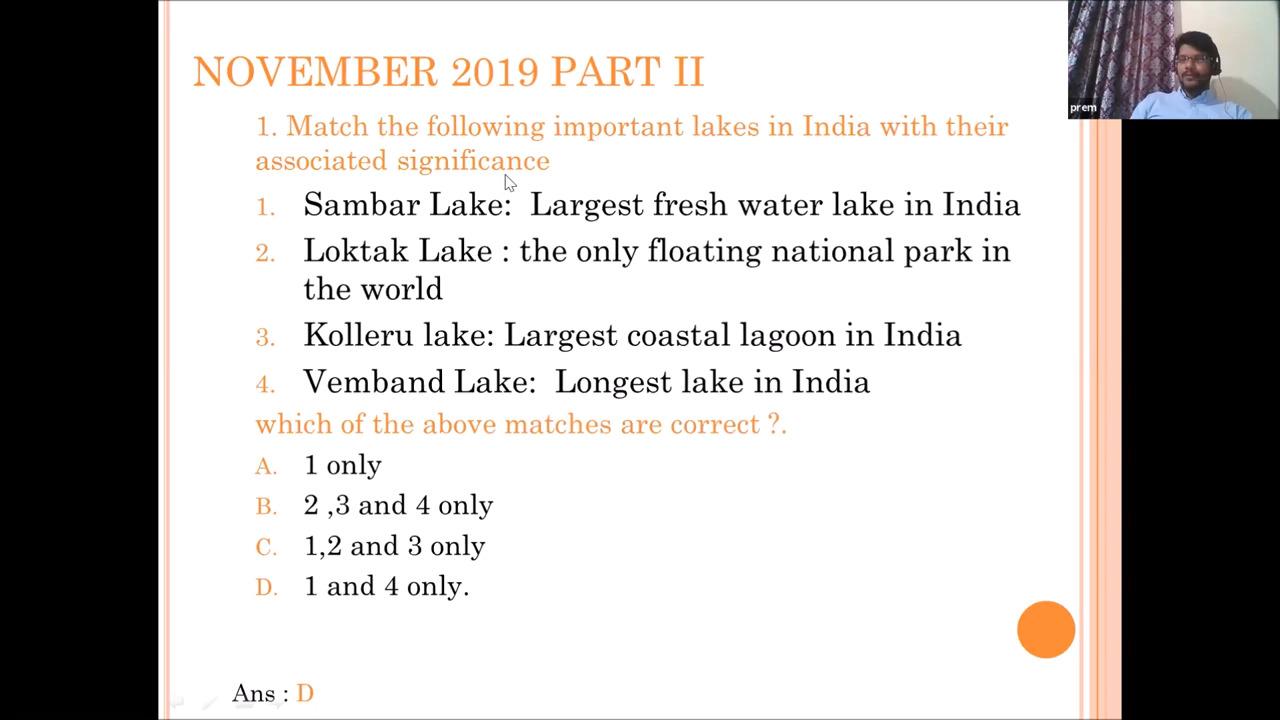 NOVEMBER 2019 PART II
prem
1. Match the following important lakes in India with their
associated significance
1. Sambar Lake: Largest fresh water lake in India
2. Loktak Lake : the only floating national park in
the world
3. Kolleru lake: Largest coastal lagoon in India
4. Vemband Lake: Longest lake in India
which of the above matches are correct ?.
A. 1 only
B. 2 ,3 and 4 only
C. 1,2 and 3 only
D. 1 and 4 only.
Ans : D